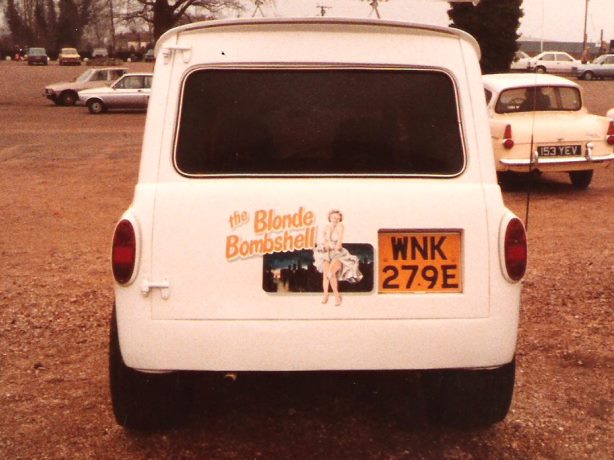 the Blonde
Bombshell
WNK
279E
153 YEV